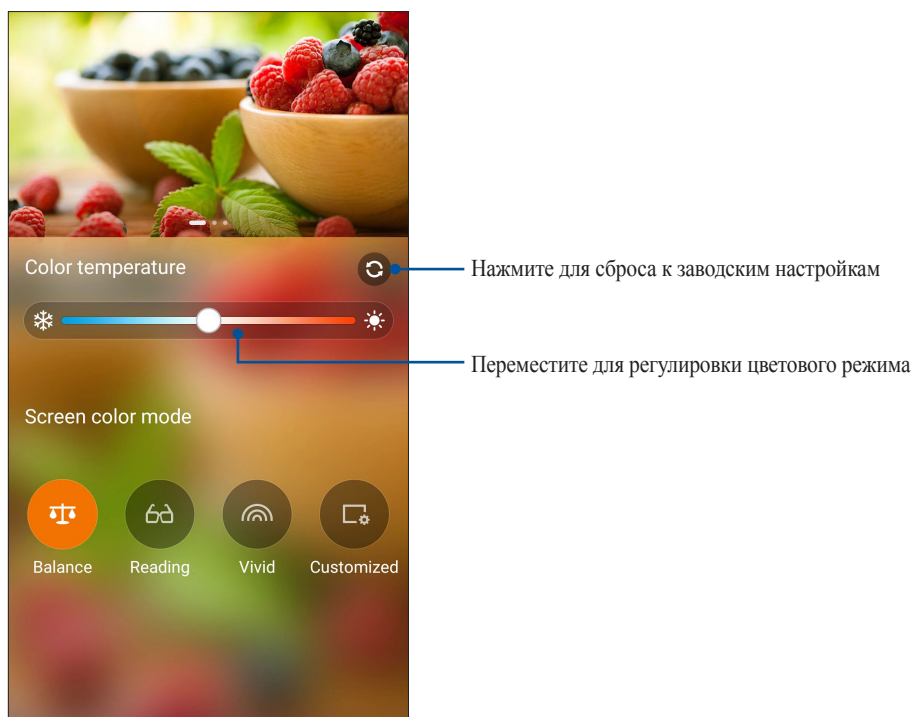 Color temperature
Нажмите для сброса к заводским настройкам
Переместите для регулировки цветового режима
Screen color mode
Balance Reading Vivid Customized